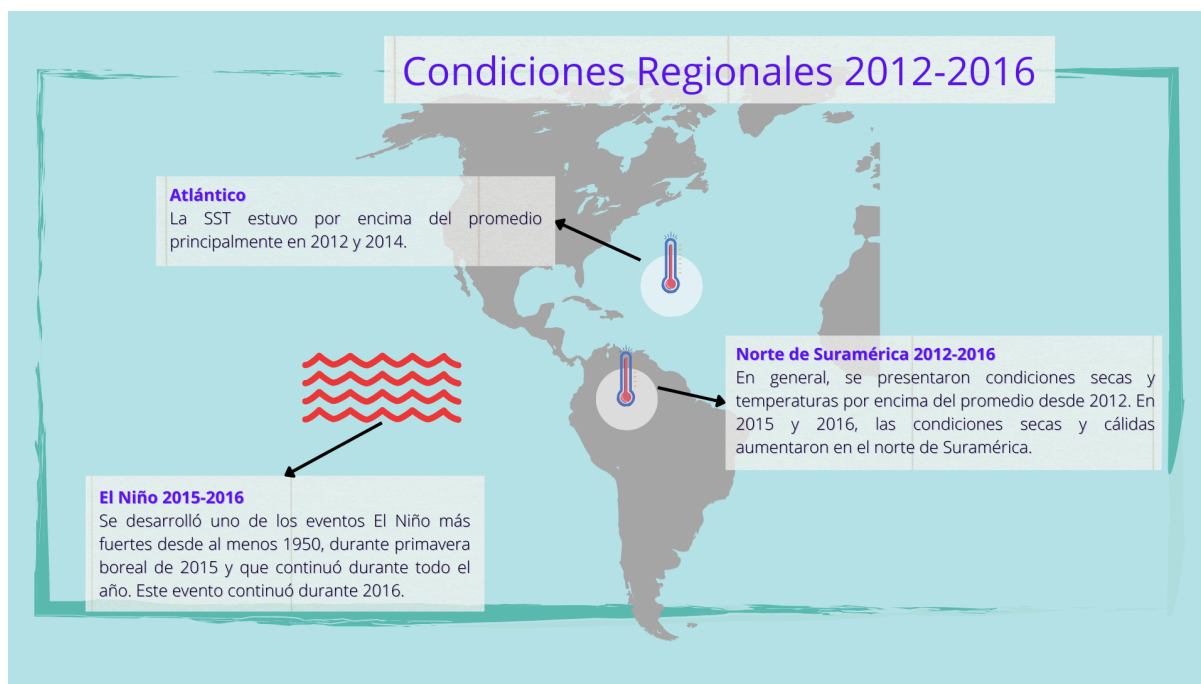 Condiciones Regionales 2012-2016
Atlántico
La SST estuvo por encima del promedio
principalmente en 2012 y 2014.
Norte de Suramérica 2012-2016
En general, se presentaron condiciones secas y
temperaturas por encima del promedio desde 2012. En
2015 y 2016, las condiciones secas y cálidas
aumentaron en el norte de Suramérica.
El Niño 2015-2016
Se desarrolló uno de los eventos El Niño más
fuertes desde al menos 1950, durante primavera
boreal de 2015 y que continuó durante todo el
año. Este evento continuó durante 2016.